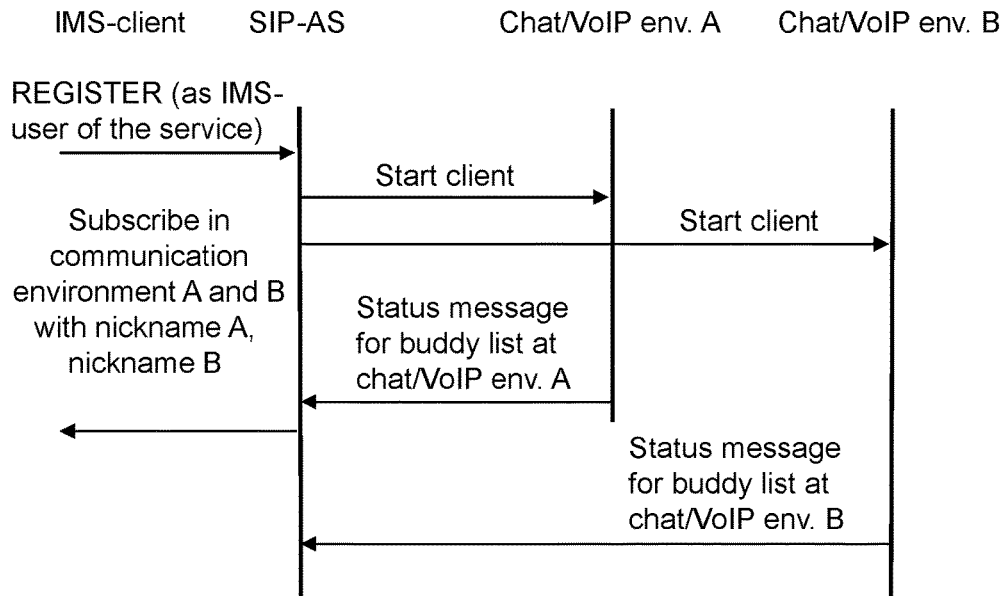 IMS-client SIP-AS Chat/VoIP env. A Chat/VoIP env. B
REGISTER (as IMS-
user of the service)
Start client
Subscribe in
communication
environment A and B
with nickname A,
nickname B
Start client
Status message
for buddy list at
chat/VoIP env. A
Status message
for buddy list at
chat/VoIP env. B